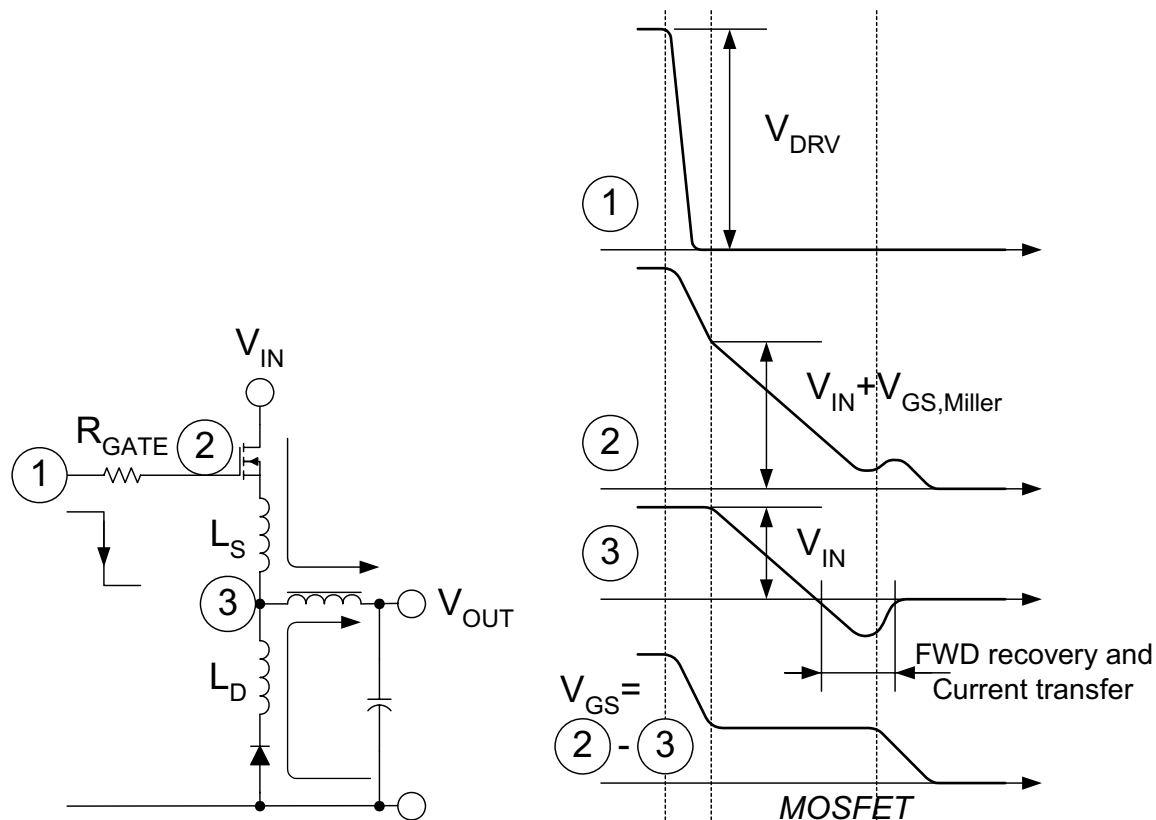 V_IN
R_GATE
2
1
L_S
3
V_OUT
L_D
V_DRV
1
V_IN+V_GS,Miller
2
V_IN
3
FWD recovery and
Current transfer
V_GS=
2 - 3
MOSFET